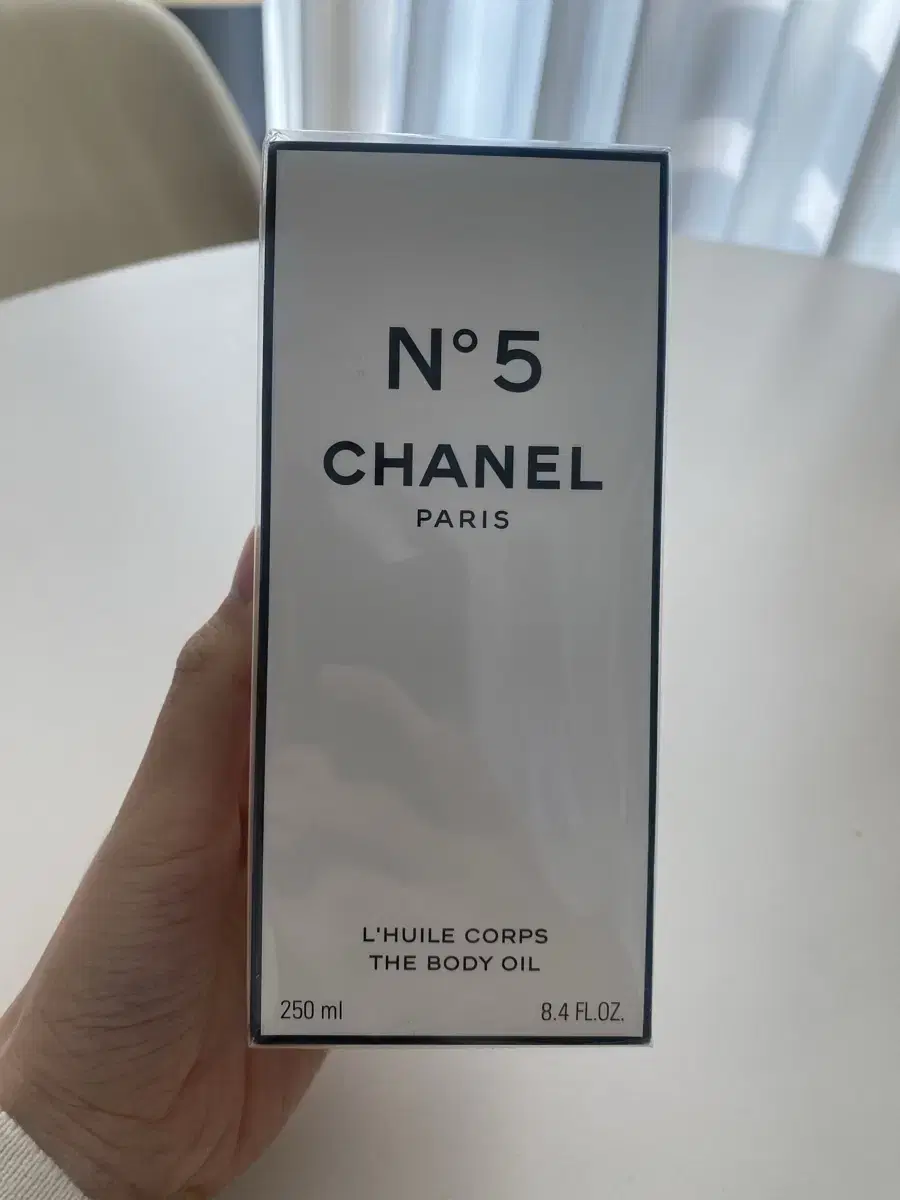 N° 5
CHANEL
PARIS
L'HUILE CORPS
THE BODY OIL
250 ml 8.4 FL.OZ.